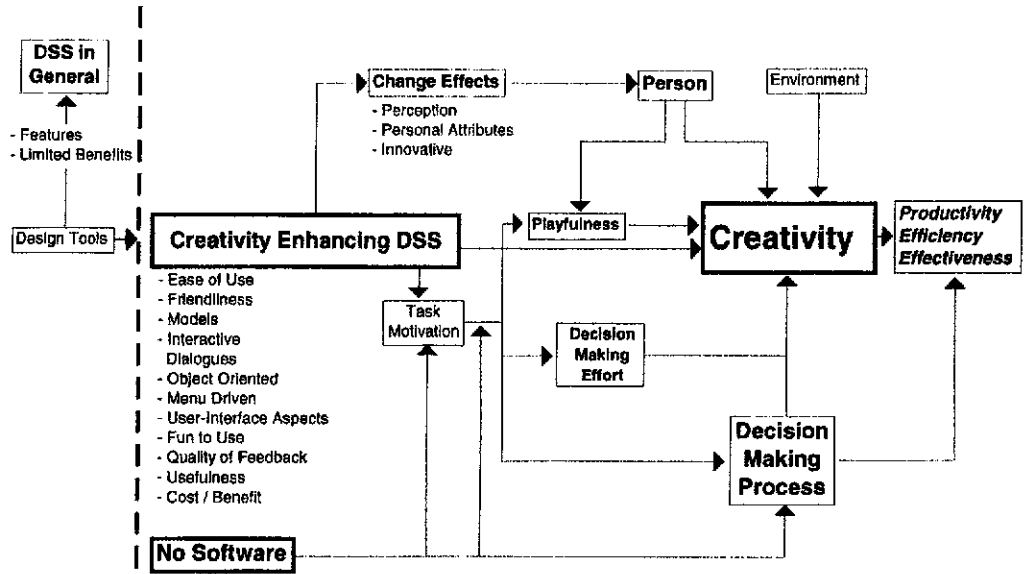 DSS in
General
- Features
- Limited Benefits
Design Tools
Change Effects
- Perception
- Personal Attributes
- Innovative
Person
Environment
Creativity Enhancing DSS
- Ease of Use
- Friendliness
- Models
- Interactive
Dialogues
- Object Oriented
- Menu Driven
- User-Interface Aspects
- Fun to Use
- Quality of Feedback
- Usefulness
- Cost / Benefit
Task
Motivation
Playfulness
Creativity
Productivity
Efficiency
Effectiveness
Decision
Making
Effort
Decision
Making
Process
No Software